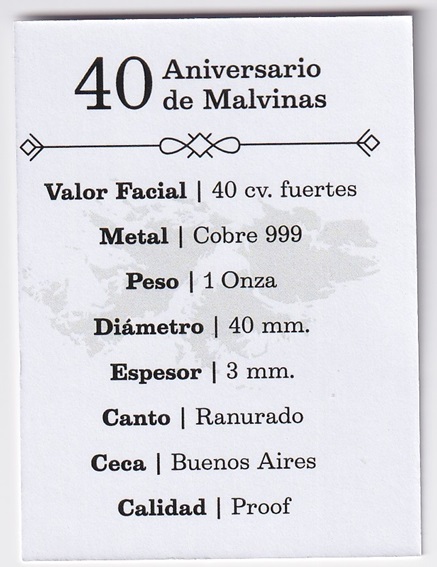 40 Aniversario
de Malvinas
Valor Facial | 40 cv. fuertes
Metal | Cobre 999
Peso | 1 Onza
Diámetro | 40 mm.
Espesor | 3 mm.
Canto | Ranurado
Ceca | Buenos Aires
Calidad | Proof